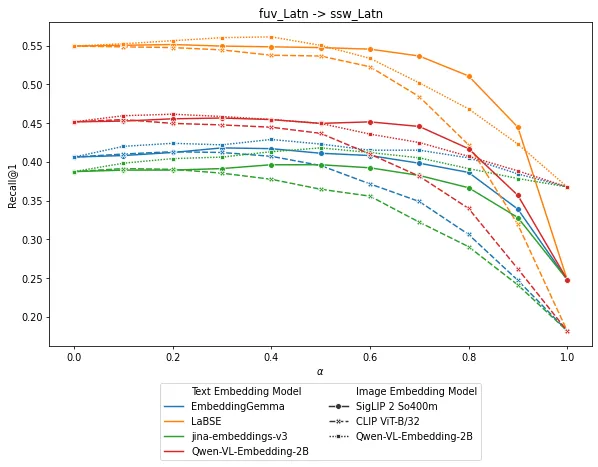 fuv_Latn -> ssw_Latn
Recall@1
0.55
0.50
0.45
0.40
0.35
0.30
0.25
0.20
0.0 0.2 0.4 0.6 0.8 1.0
α
Text Embedding Model
EmbeddingGemma
LaBSE
jina-embeddings-v3
Qwen-VL-Embedding-2B
Image Embedding Model
SigLIP 2 So400m
CLIP ViT-B/32
Qwen-VL-Embedding-2B